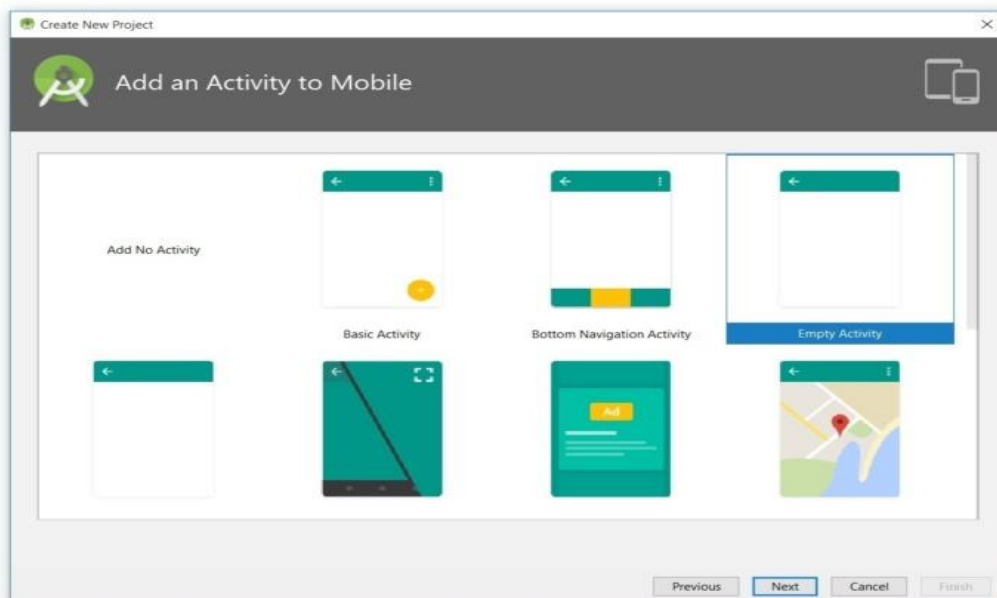 Create New Project
Add an Activity to Mobile
Add No Activity
Basic Activity
Bottom Navigation Activity
Empty Activity
Ad
Previous
Next
Cancel
Finish